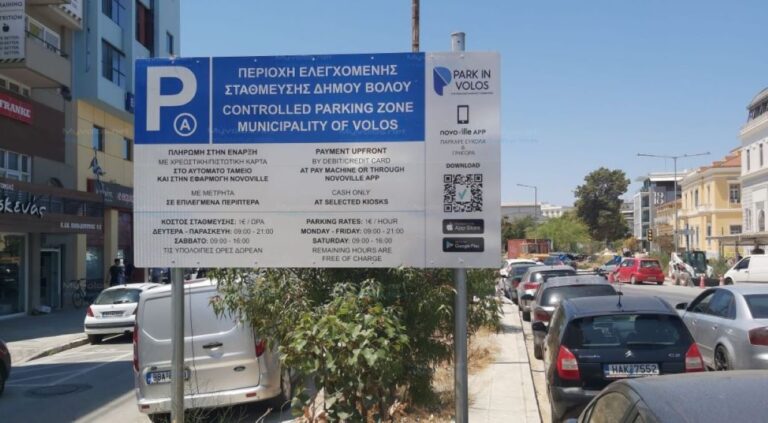 P
A
ΠΕΡΙΟΧΗ ΕΛΕΓΧΟΜΕΝΗΣ
ΣΤΑΘΜΕΥΣΗΣ ΔΗΜΟΥ ΒΟΛΟΥ
CONTROLLED PARKING ZONE
MUNICIPALITY OF VOLOS
ΠΛΗΡΩΜΗ ΣΤΗΝ ΕΝΑΡΞΗ
ΜΕ ΧΡΕΩΣΤΙΚΗ/ΠΙΣΤΩΤΙΚΗ ΚΑΡΤΑ
ΣΤΟ ΑΥΤΟΜΑΤΟ ΤΑΜΕΙΟ
ΚΑΙ ΣΤΗΝ ΕΦΑΡΜΟΓΗ NOVOVILLE
ΜΕ ΜΕΤΡΗΤΑ
ΣΕ ΕΠΙΛΕΓΜΕΝΑ ΠΕΡΙΠΤΕΡΑ
ΚΟΣΤΟΣ ΣΤΑΘΜΕΥΣΗΣ: 1€ / ΩΡΑ
ΔΕΥΤΕΡΑ - ΠΑΡΑΣΚΕΥΗ: 09:00 - 21:00
ΣΑΒΒΑΤΟ: 09:00 - 16:00
ΤΙΣ ΥΠΟΛΟΙΠΕΣ ΩΡΕΣ ΔΩΡΕΑΝ
PAYMENT UPFRONT
BY DEBIT/CREDIT CARD
AT PAY MACHINE OR THROUGH
NOVOVILLE APP
CASH ONLY
AT SELECTED KIOSKS
PARKING RATES: 1€ / HOUR
MONDAY - FRIDAY: 09:00 - 21:00
SATURDAY: 09:00 - 16:00
REMAINING HOURS ARE
FREE OF CHARGE
PARK IN
VOLOS
novoville APP
ΠΑΡΚΑΡΕ ΕΥΚΟΛΑ
&
ΓΡΗΓΟΡΑ
DOWNLOAD
App Store
Google Play
HAK 7552